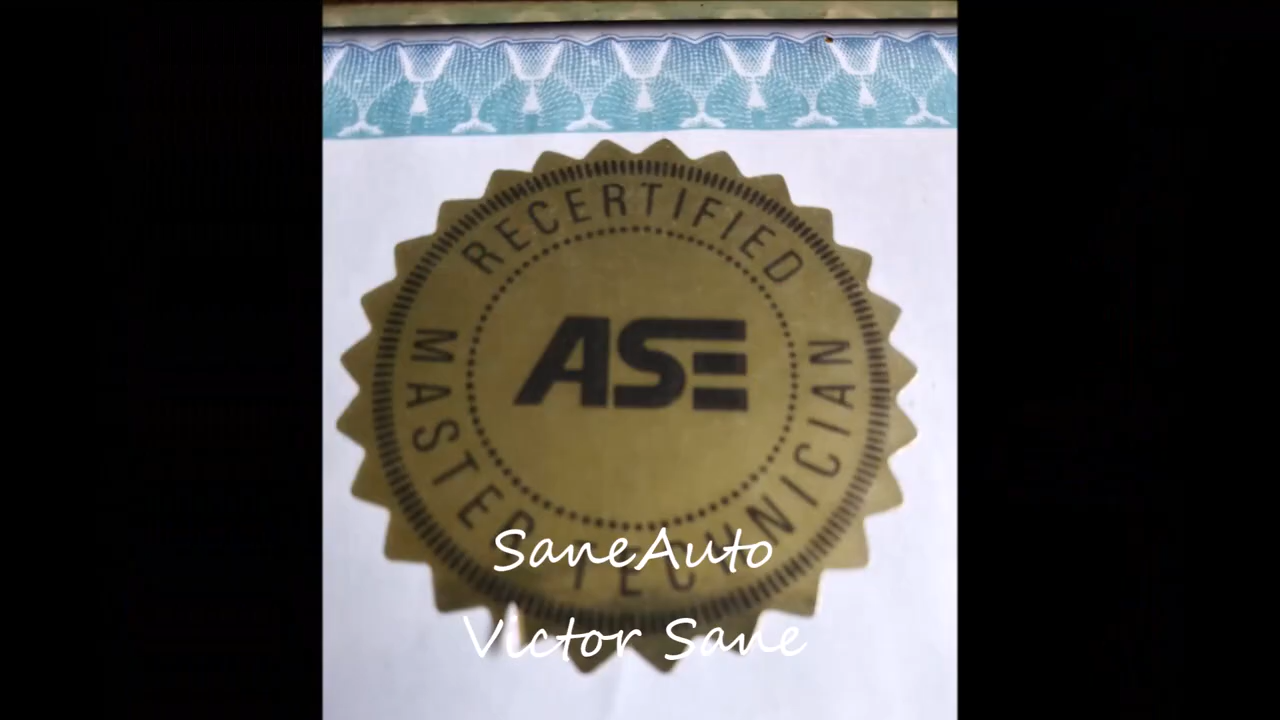 RECERTIFIED
ASE
MASTER TECHNICIAN
SaneAuto
Victor Sane